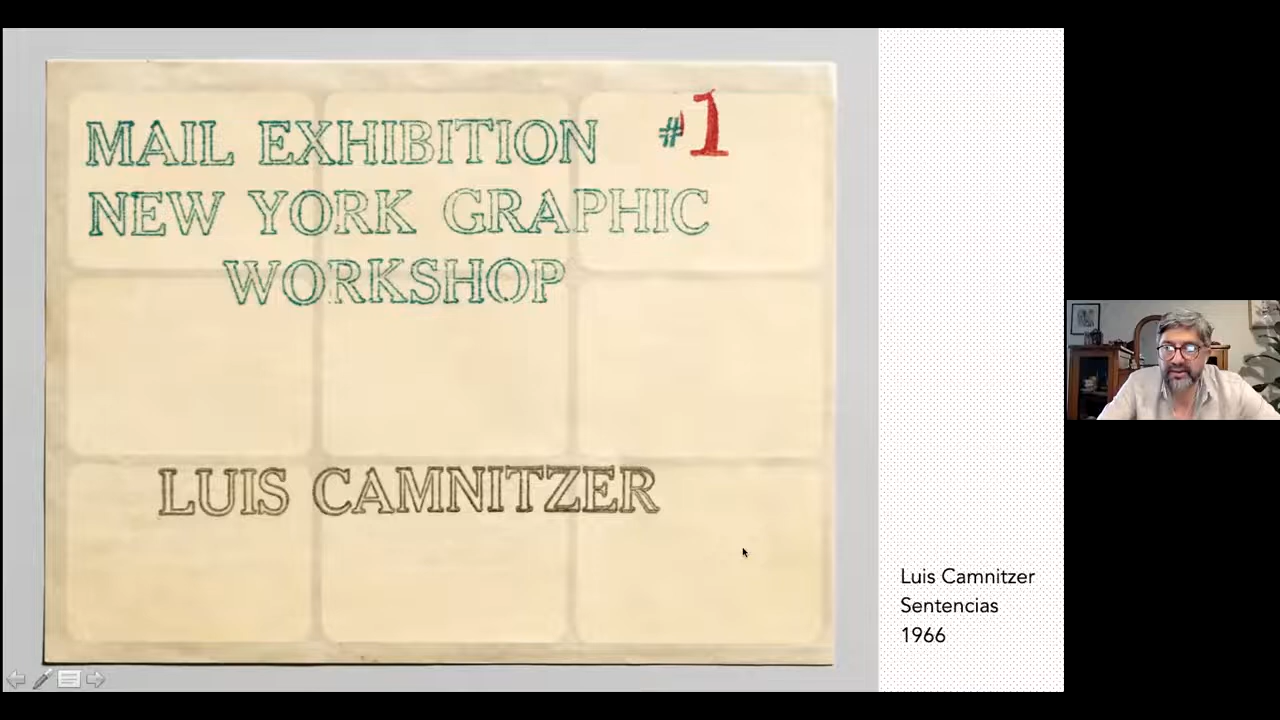 MAIL EXHIBITION #1
NEW YORK GRAPHIC
WORKSHOP
LUIS CAMNITZER
Luis Camnitzer
Sentencias
1966